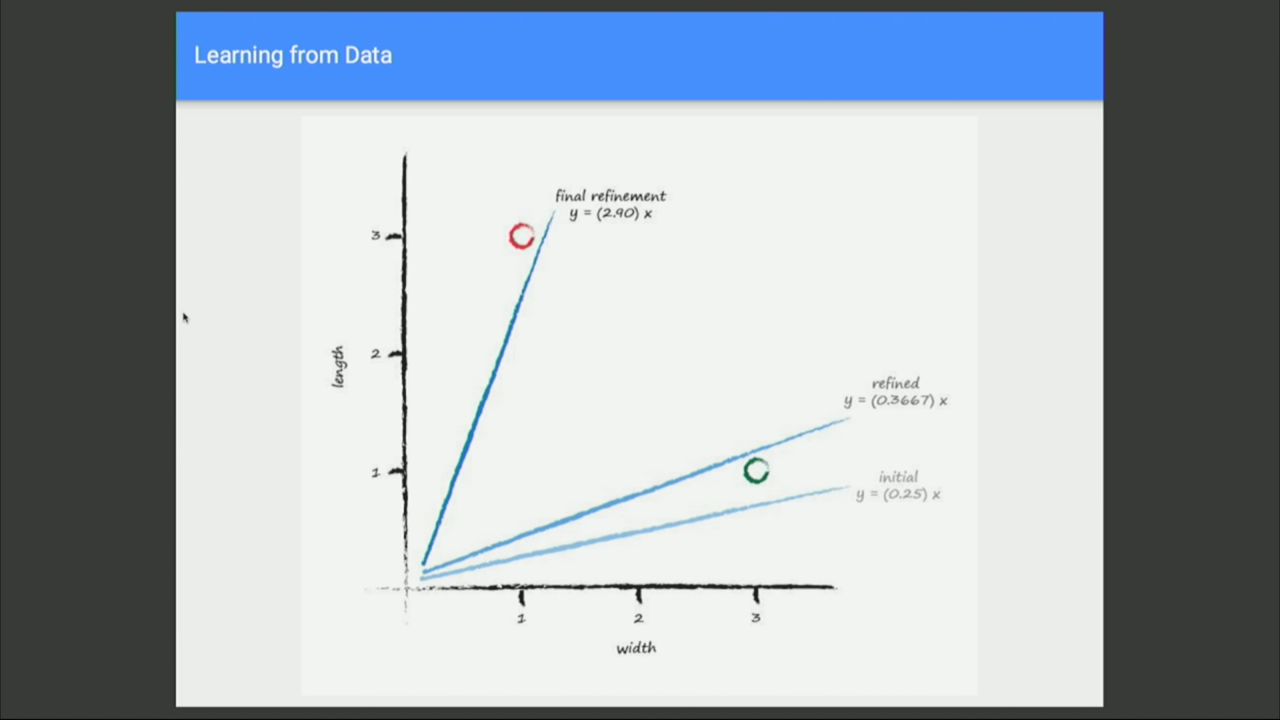 Learning from Data
final refinement
y = (2.90) x
3
2
length
refined
y = (0.3667) x
1
initial
y = (0.25) x
1 2 3
width